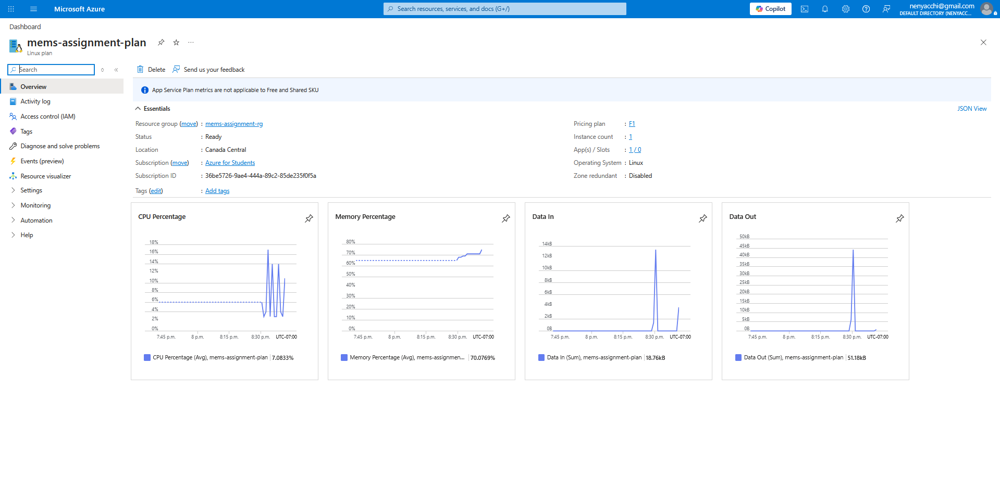 Microsoft Azure
Search resources, services, and docs (G+/)
Copilot
nenyacchi@gmail.com
DEFAULT DIRECTORY (NENYACC...
Dashboard
mems-assignment-plan
Linux plan
Search
Overview
Activity log
Access control (IAM)
Tags
Diagnose and solve problems
Events (preview)
Resource visualizer
Settings
Monitoring
Automation
Help
Delete
Send us your feedback
App Service Plan metrics are not applicable to Free and Shared SKU
Essentials
JSON View
Resource group (move) : mems-assignment-rg
Status : Ready
Location : Canada Central
Subscription (move) : Azure for Students
Subscription ID : 36be5726-9ae4-444a-89c2-85de235f0f5a
Tags (edit) : Add tags
Pricing plan : F1
Instance count : 1
App(s) / Slots : 1 / 0
Operating System : Linux
Zone redundant : Disabled
CPU Percentage
18%
16%
14%
12%
10%
8%
6%
4%
2%
0%
7:45 p.m. 8 p.m. 8:15 p.m. 8:30 p.m. UTC-07:00
CPU Percentage (Avg), mems-assignment-plan | 7.0833%
Memory Percentage
80%
70%
60%
50%
40%
30%
20%
10%
0%
7:45 p.m. 8 p.m. 8:15 p.m. 8:30 p.m. UTC-07:00
Memory Percentage (Avg), mems-assignmen... | 70.0769%
Data In
14kB
12kB
10kB
8kB
6kB
4kB
2kB
0B
7:45 p.m. 8 p.m. 8:15 p.m. 8:30 p.m. UTC-07:00
Data In (Sum), mems-assignment-plan | 18.76kB
Data Out
50kB
45kB
40kB
35kB
30kB
25kB
20kB
15kB
10kB
5kB
0B
7:45 p.m. 8 p.m. 8:15 p.m. 8:30 p.m. UTC-07:00
Data Out (Sum), mems-assignment-plan | 51.18kB